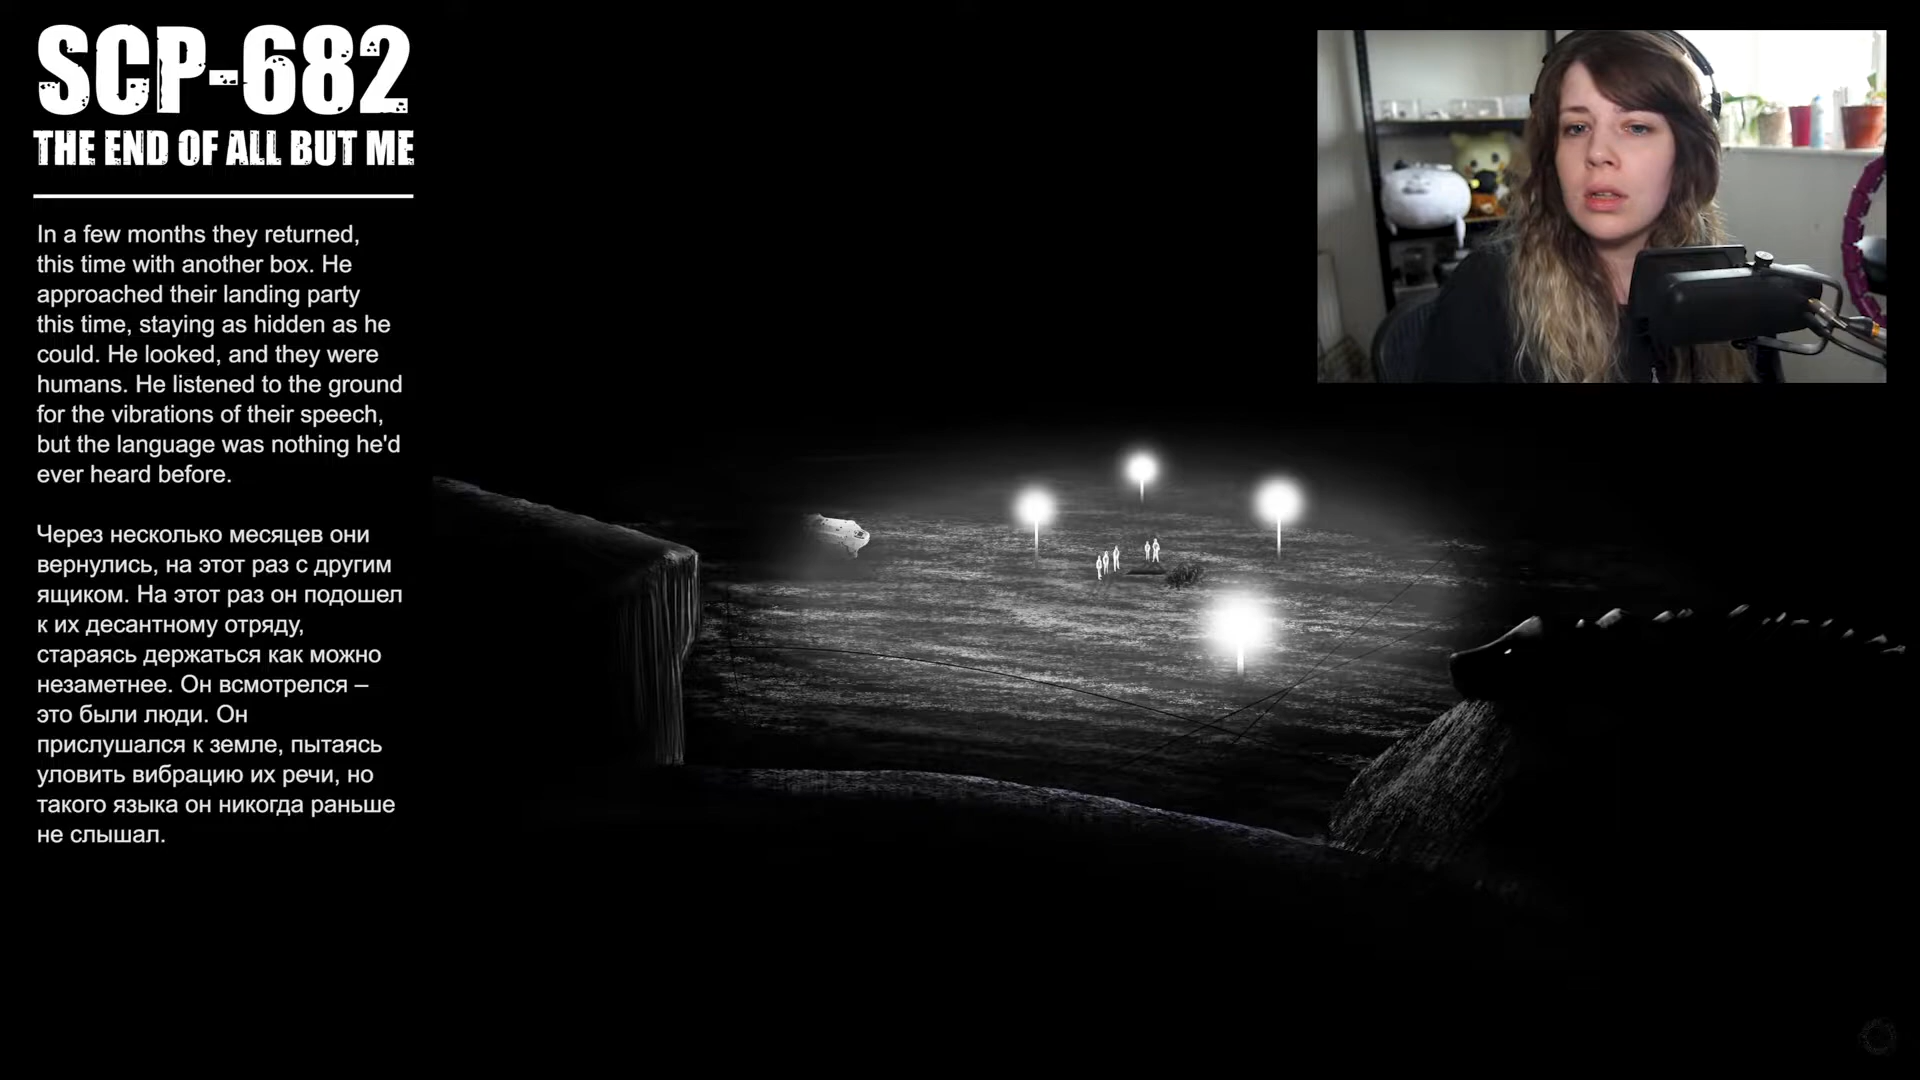 SCP-682
THE END OF ALL BUT ME
In a few months they returned,
this time with another box. He
approached their landing party
this time, staying as hidden as he
could. He looked, and they were
humans. He listened to the ground
for the vibrations of their speech,
but the language was nothing he'd
ever heard before.
Через несколько месяцев они
вернулись, на этот раз с другим
ящиком. На этот раз он подошел
к их десантному отряду,
стараясь держаться как можно
незаметнее. Он всмотрелся –
это были люди. Он
прислушался к земле, пытаясь
уловить вибрацию их речи, но
такого языка он никогда раньше
не слышал.